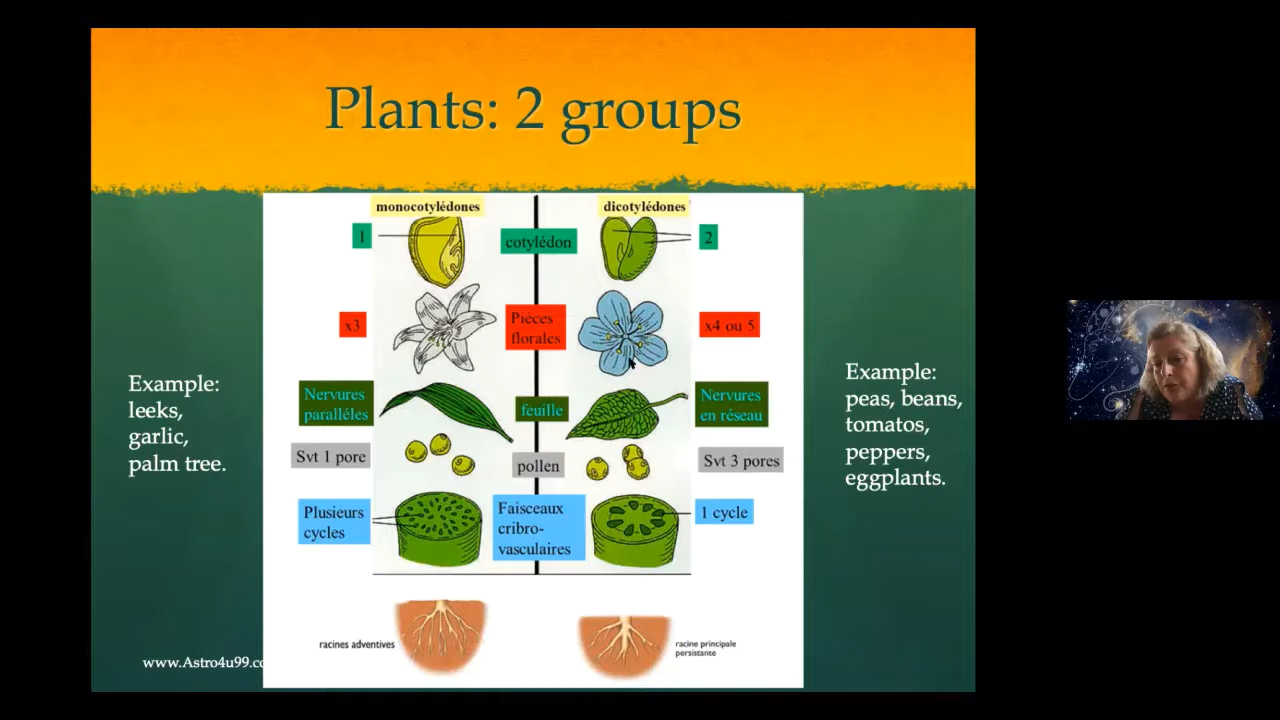 Plants: 2 groups
monocotylédones
dicotylédones
1
cotylédon
2
x3
Pièces
florales
x4 ou 5
Nervures
parallèles
feuille
Nervures
en réseau
Svt 1 pore
pollen
Svt 3 pores
Plusieurs
cycles
Faisceaux
cribro-
vasculaires
1 cycle
racines adventives
racine principale
persistante
Example:
leeks,
garlic,
palm tree.
Example:
peas, beans,
tomatos,
peppers,
eggplants.
www.Astro4u99.co